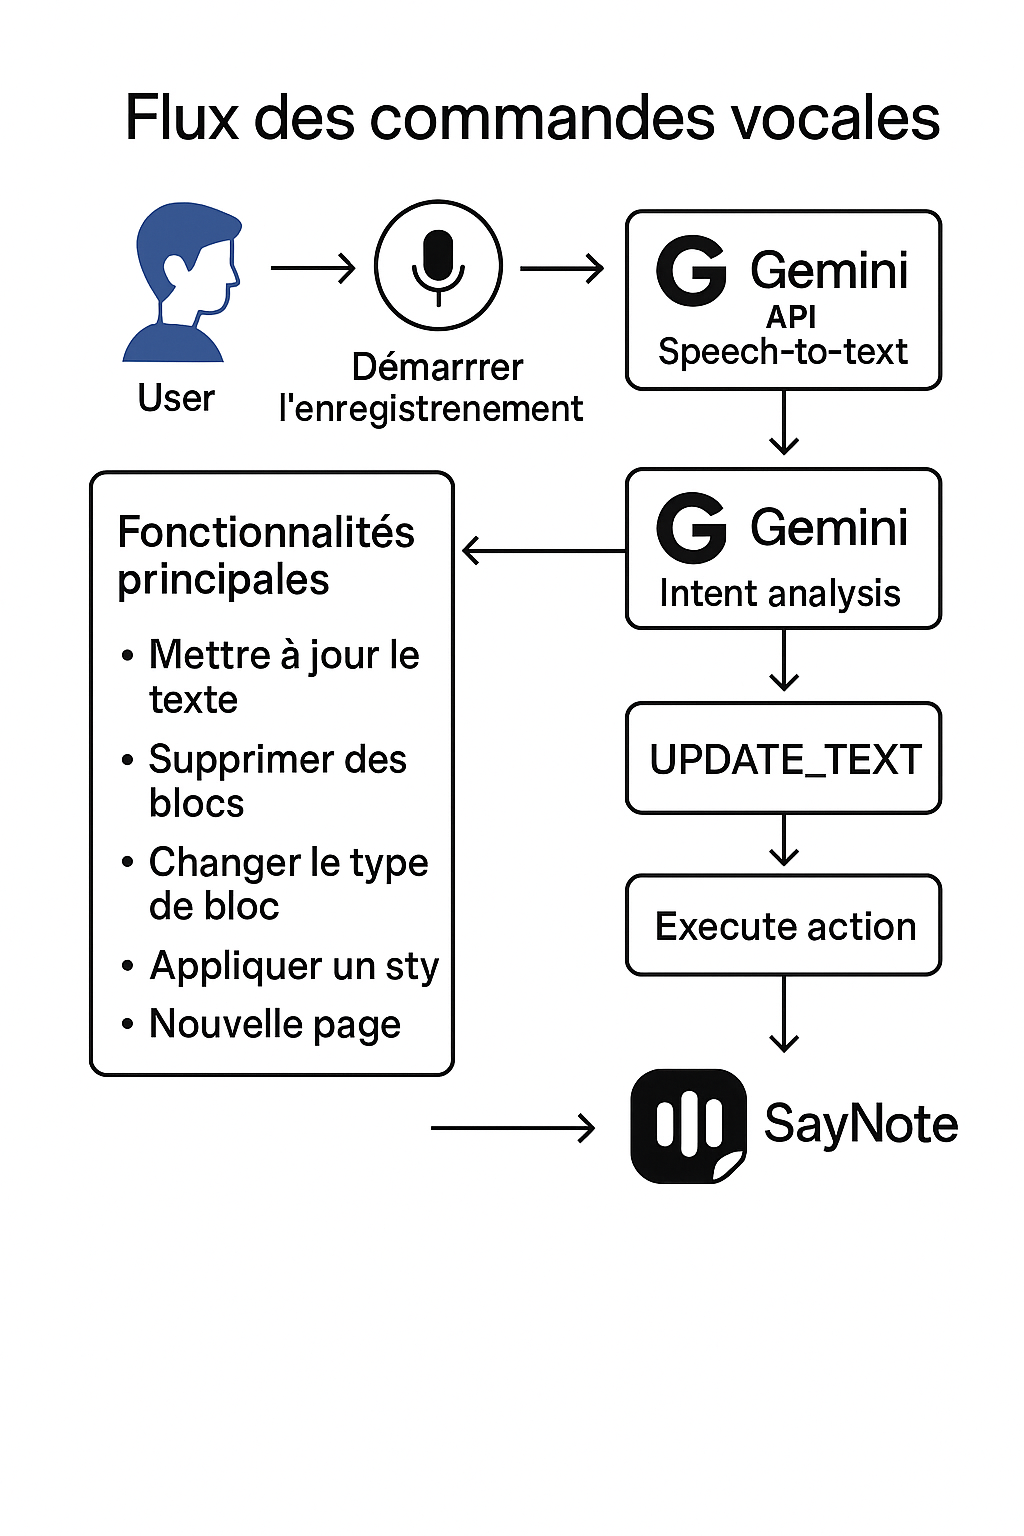 Flux des commandes vocales
User
Démarrrer
l'enregistrenement
Gemini
API
Speech-to-text
Gemini
Intent analysis
Fonctionnalités
principales
• Mettre à jour le
texte
• Supprimer des
blocs
• Changer le type
de bloc
• Appliquer un sty
• Nouvelle page
UPDATE_TEXT
Execute action
SayNote